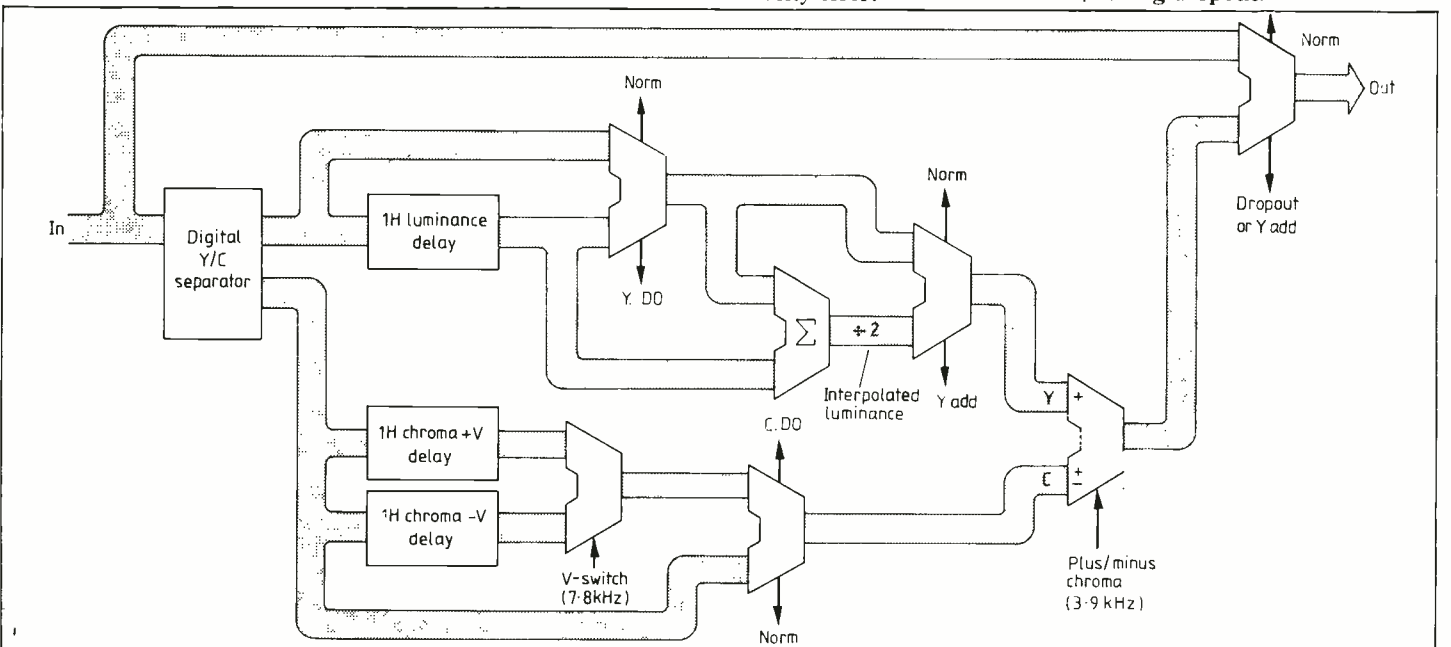 Norm
Out
Norm
Dropout
or Y add
In
Digital
Y/C
separator
1H luminance
delay
Y. DO
Norm
Σ
÷ 2
Interpolated
luminance
Y add
Y +
C ±
C.DO
1H chroma +V
delay
1H chroma -V
delay
V-switch
(7·8kHz)
Plus/minus
chroma
(3·9 kHz)
Norm